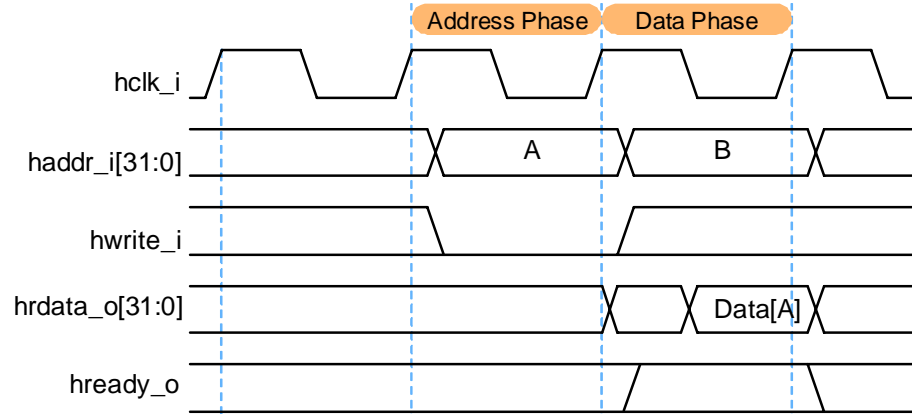 Address Phase Data Phase
hclk_i
haddr_i[31:0] A B
hwrite_i
hrdata_o[31:0] Data[A]
hready_o